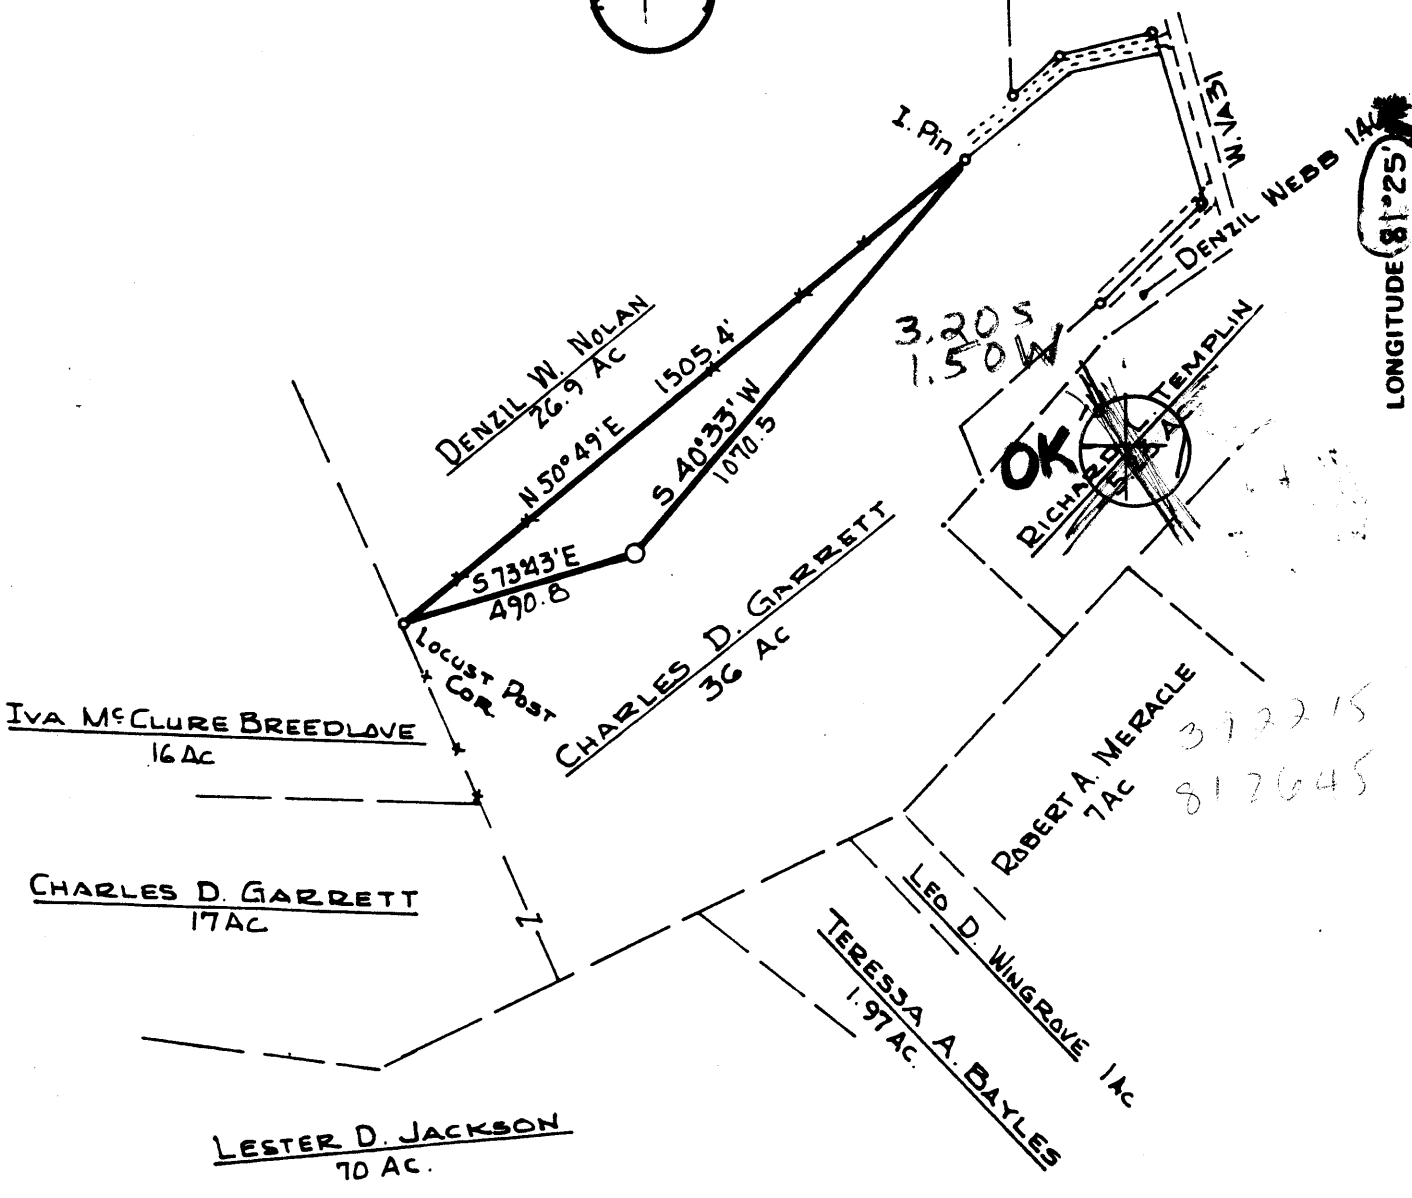 I. Pin
W. VA 31
DENZIL WEBB
LONGITUDE 81°25'
DENZIL W. NOLAN
26.9 AC
1505.4'
N 50°49'E
S 40°33' W
1070.5
3.20 S
1.50 W
OK
RICHARD L. TEMPLIN
S 73°43'E
490.8
LOCUST POST
COR
CHARLES D. GARRETT
36 AC
IVA McCLURE BREEDLOVE
16 AC
CHARLES D. GARRETT
17 AC
ROBERT A. MERACLE
7 AC
LEO D. WINGROVE 1 AC
TERESSA A. BAYLES
1.97 AC.
LESTER D. JACKSON
70 AC.